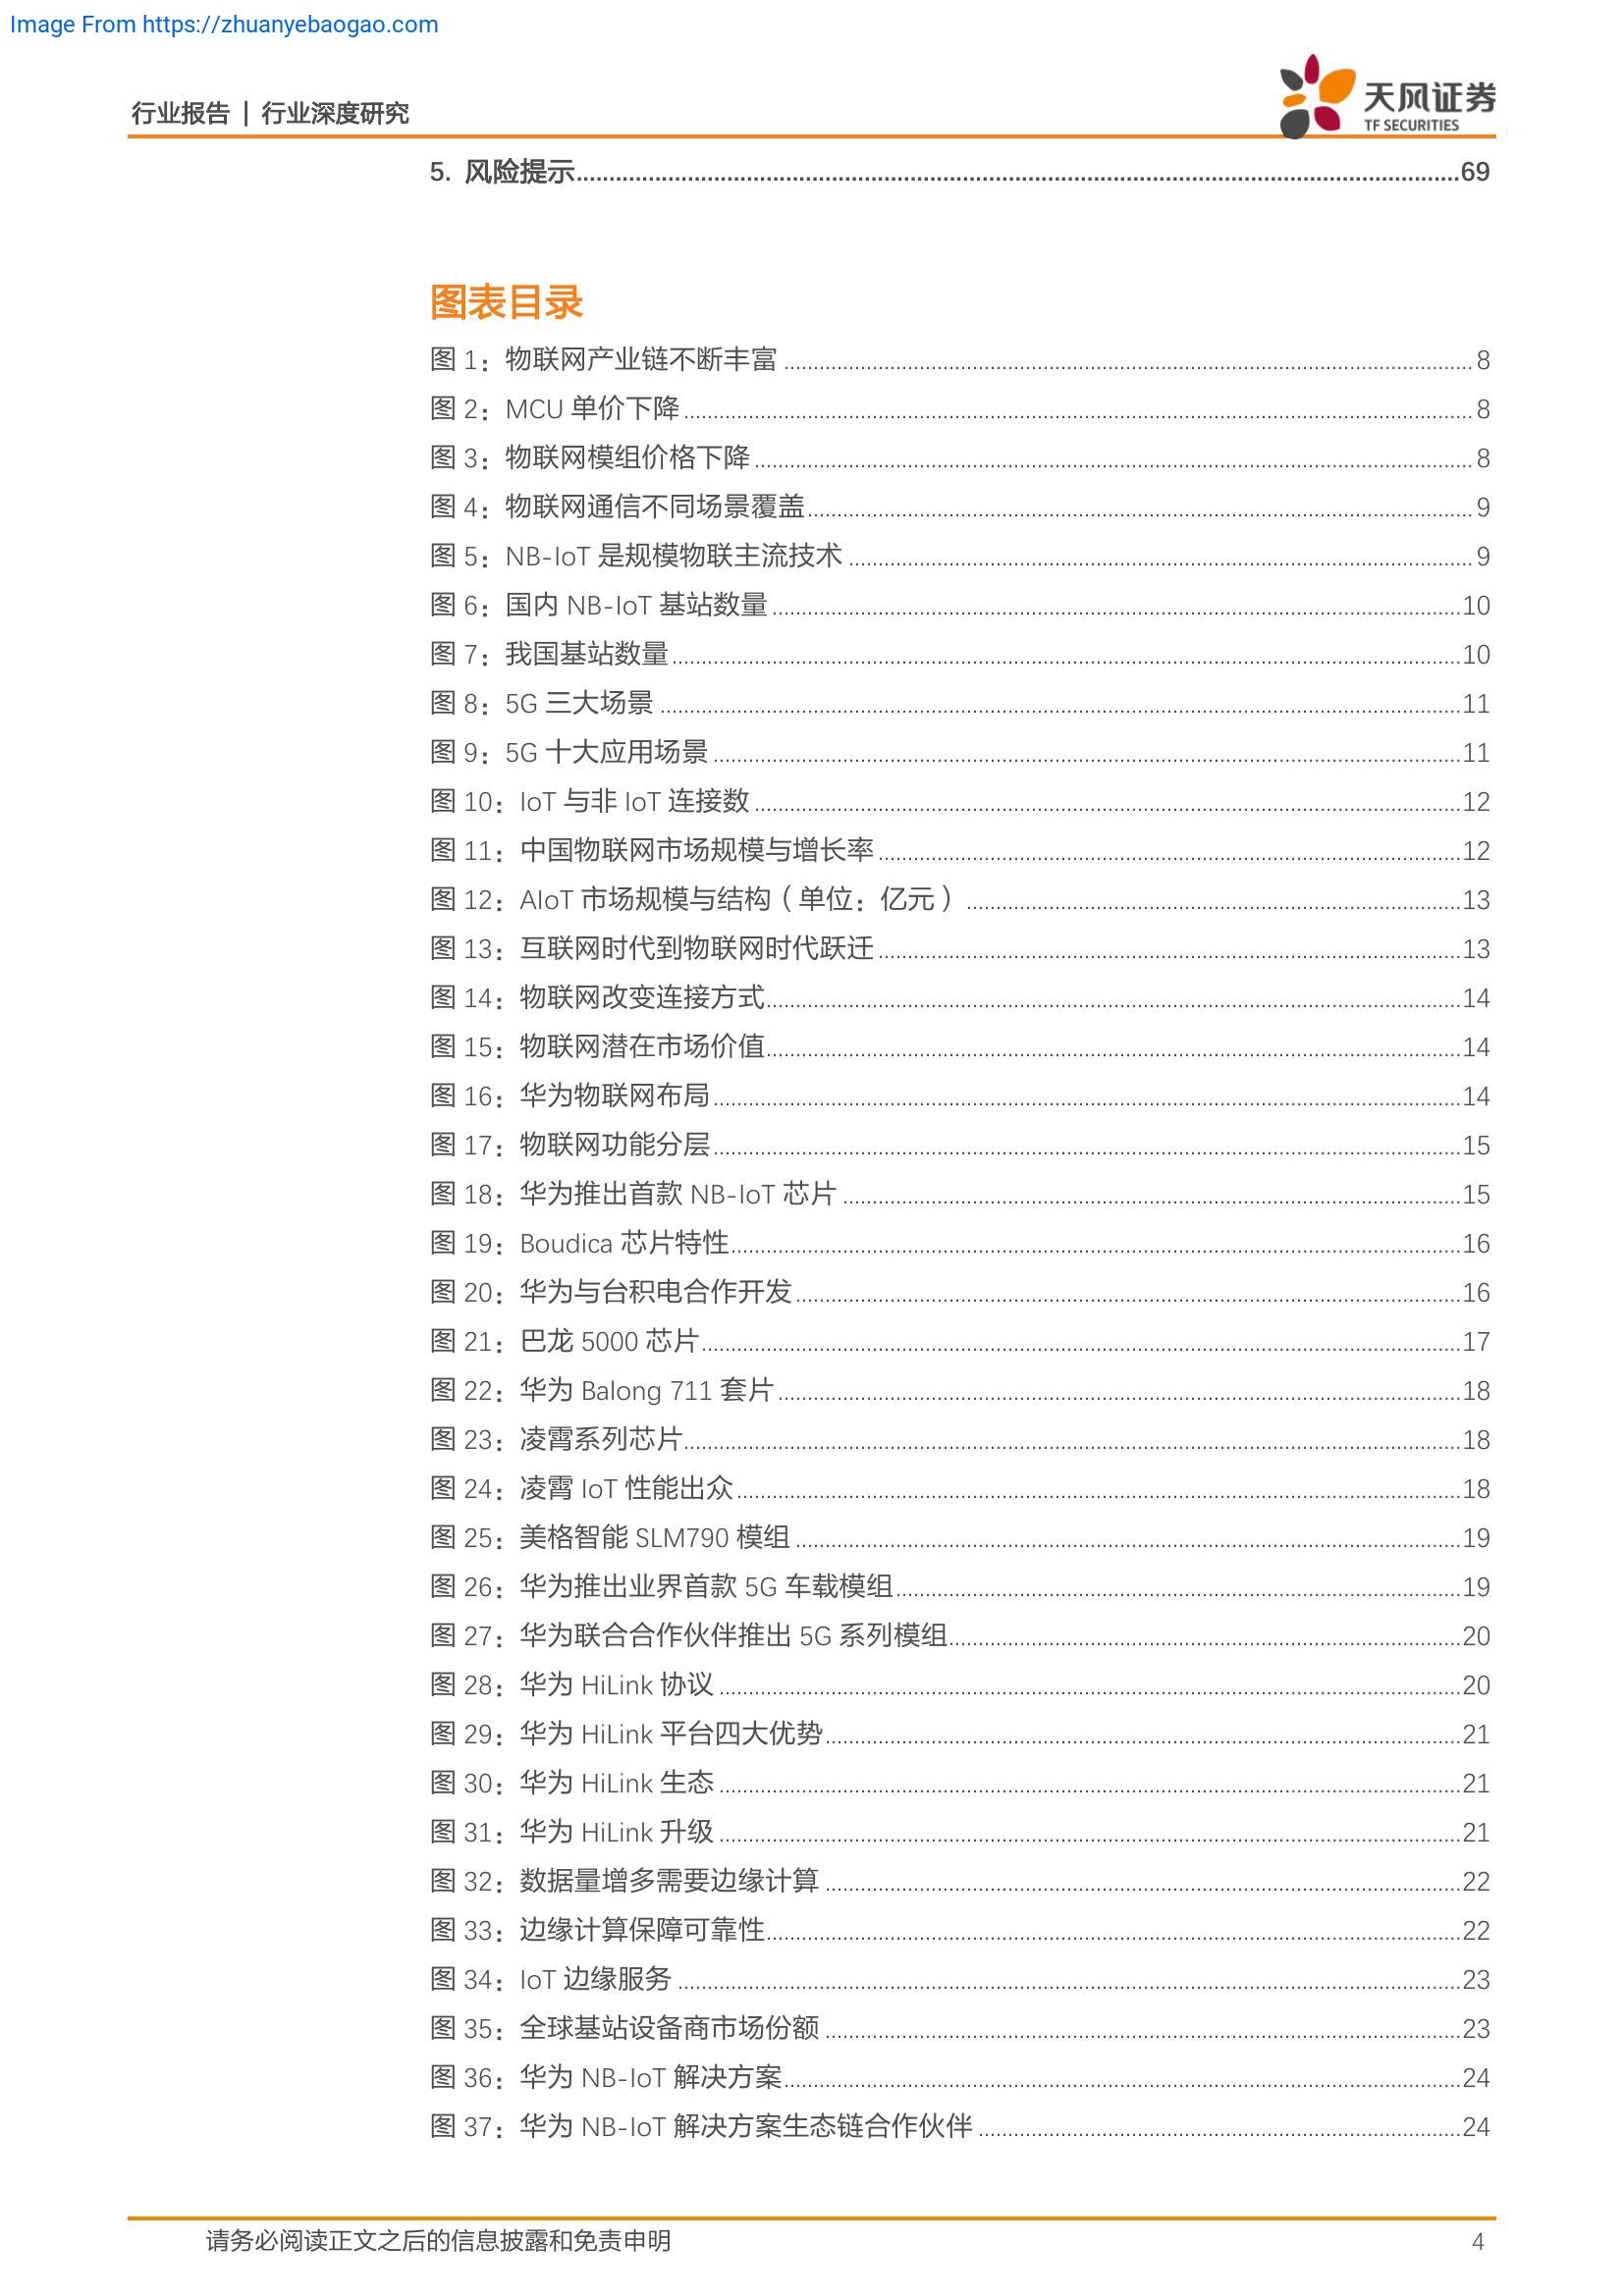 Image From https://zhuanyebaogao.com
行业报告 | 行业深度研究
天风证券
TF SECURITIES
5. 风险提示......69
图表目录
图 1：物联网产业链不断丰富......8
图 2：MCU 单价下降......8
图 3：物联网模组价格下降......8
图 4：物联网通信不同场景覆盖......9
图 5：NB-IoT 是规模物联主流技术......9
图 6：国内 NB-IoT 基站数量......10
图 7：我国基站数量......10
图 8：5G 三大场景......11
图 9：5G 十大应用场景......11
图 10：IoT 与非 IoT 连接数......12
图 11：中国物联网市场规模与增长率......12
图 12：AIoT 市场规模与结构（单位：亿元）......13
图 13：互联网时代到物联网时代跃迁......13
图 14：物联网改变连接方式......14
图 15：物联网潜在市场价值......14
图 16：华为物联网布局......14
图 17：物联网功能分层......15
图 18：华为推出首款 NB-IoT 芯片......15
图 19：Boudica 芯片特性......16
图 20：华为与台积电合作开发......16
图 21：巴龙 5000 芯片......17
图 22：华为 Balong 711 套片......18
图 23：凌霄系列芯片......18
图 24：凌霄 IoT 性能出众......18
图 25：美格智能 SLM790 模组......19
图 26：华为推出业界首款 5G 车载模组......19
图 27：华为联合合作伙伴推出 5G 系列模组......20
图 28：华为 HiLink 协议......20
图 29：华为 HiLink 平台四大优势......21
图 30：华为 HiLink 生态......21
图 31：华为 HiLink 升级......21
图 32：数据量增多需要边缘计算......22
图 33：边缘计算保障可靠性......22
图 34：IoT 边缘服务......23
图 35：全球基站设备商市场份额......23
图 36：华为 NB-IoT 解决方案......24
图 37：华为 NB-IoT 解决方案生态链合作伙伴......24
请务必阅读正文之后的信息披露和免责申明 4